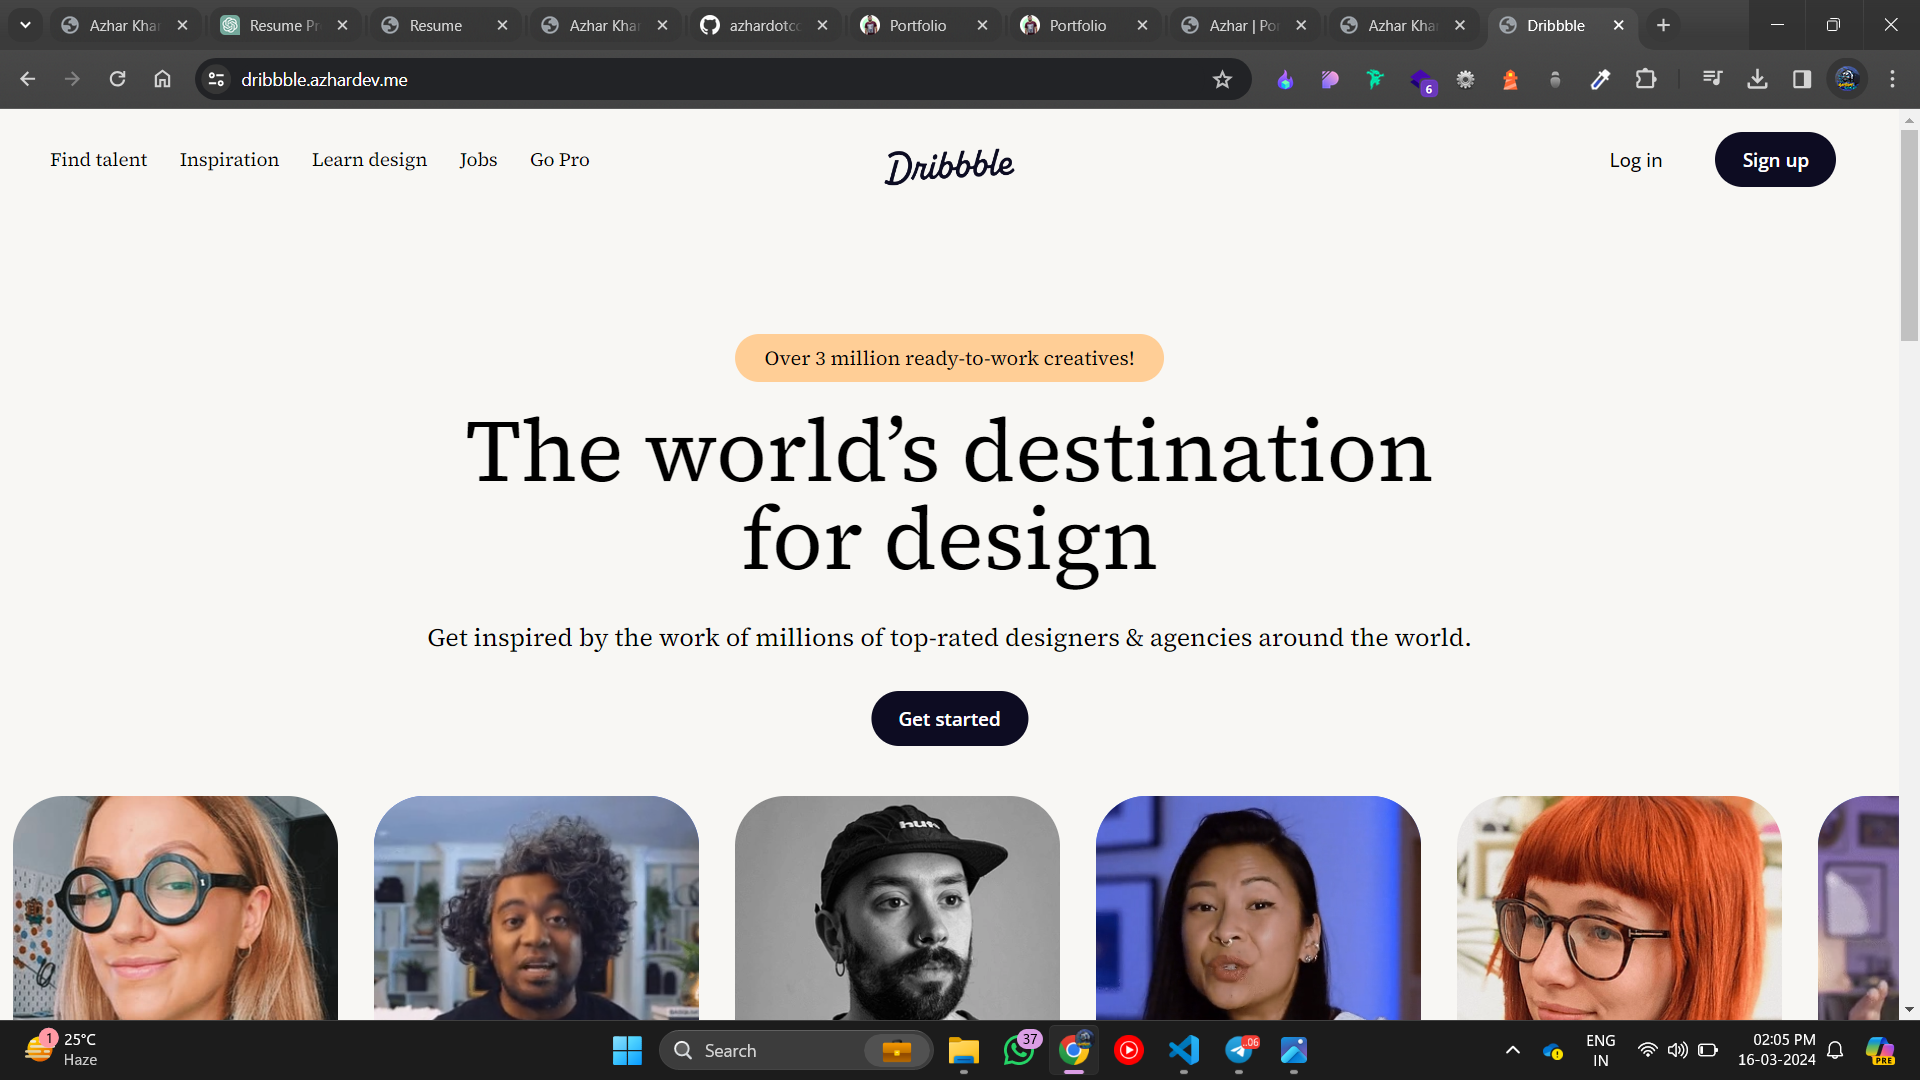 Azhar Khan
Resume Pr
Resume
Azhar Khan
azhardotco
Portfolio
Portfolio
Azhar | Por
Azhar Khan
Dribbble
dribbble.azhardev.me
6
Find talent
Inspiration
Learn design
Jobs
Go Pro
Dribbble
Log in
Sign up
Over 3 million ready-to-work creatives!
The world’s destination
for design
Get inspired by the work of millions of top-rated designers & agencies around the world.
Get started
1
25°C
Haze
Search
37
..06
ENG
IN
02:05 PM
16-03-2024
PRE